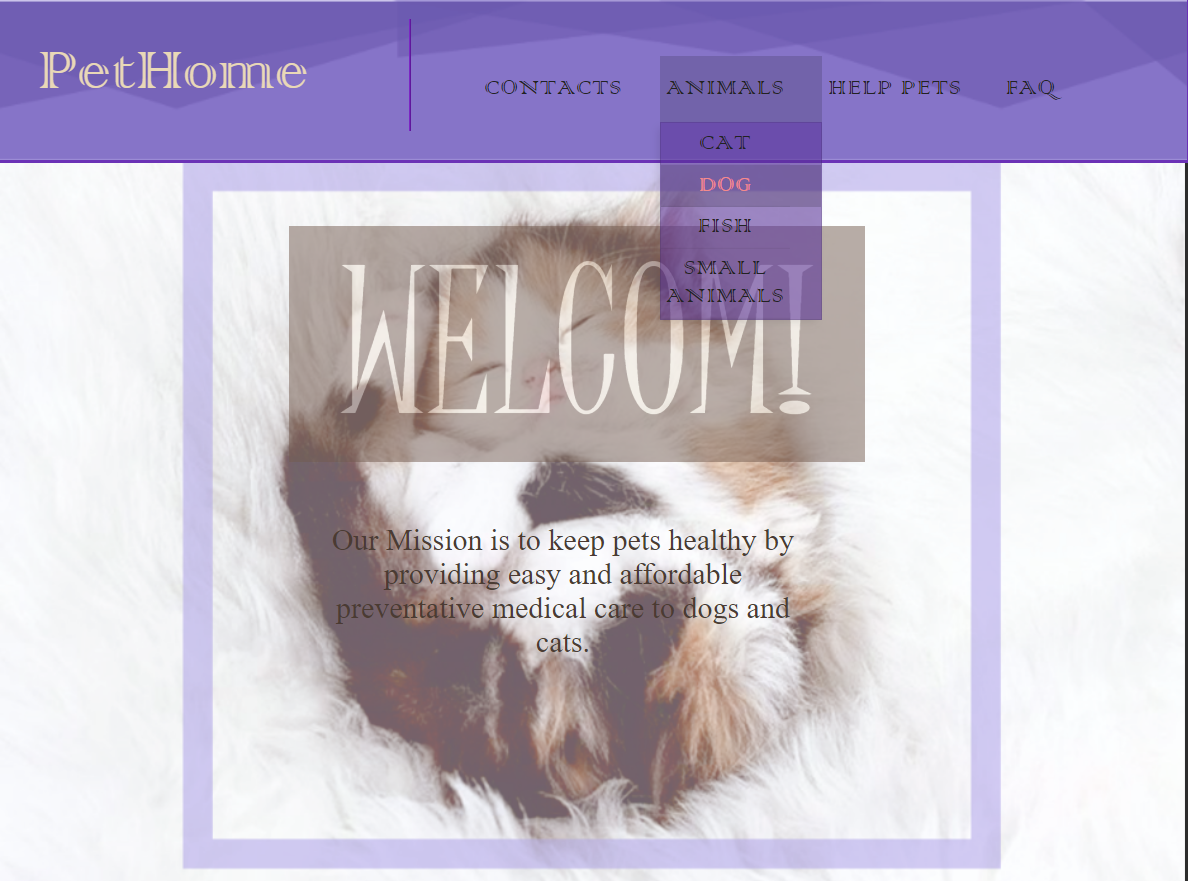 PetHome
CONTACTS ANIMALS HELP PETS FAQ
CAT
DOG
FISH
SMALL
ANIMALS
WELCOM!
Our Mission is to keep pets healthy by
providing easy and affordable
preventative medical care to dogs and
cats.